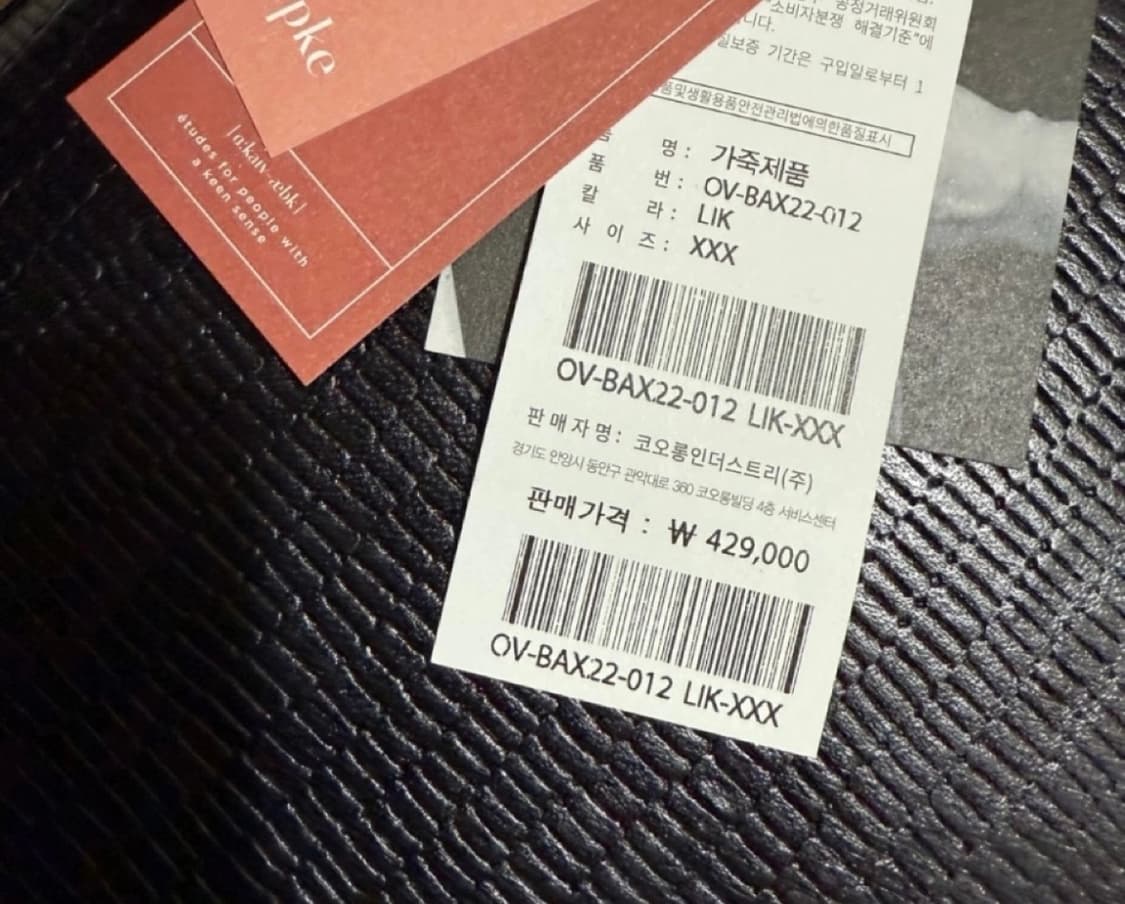 pke
[o:kaıv-æpk]
études for people with
a keen sense
공정거래위원회
소비자분쟁 해결기준"에
니다.
질보증 기간은 구입일로부터 1
품및생활용품안전관리법에의한품질표시
품 명 : 가죽제품
품 번 : OV-BAX22-012
칼 라 : LIK
사 이 즈 : XXX
OV-BAX22-012 LIK-XXX
판매자명 : 코오롱인더스트리(주)
경기도 안양시 동안구 관악대로 360 코오롱빌딩 4층 서비스센터
판매가격 : ₩ 429,000
OV-BAX22-012 LIK-XXX